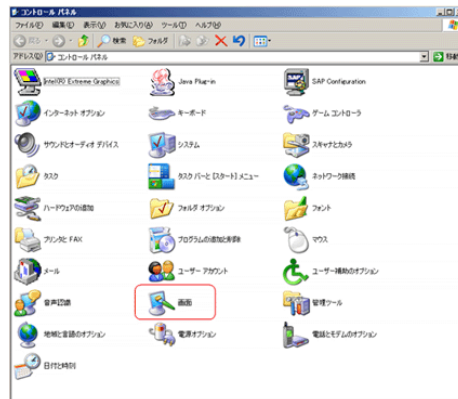 コントロール パネル
ファイル(F) 編集(E) 表示(V) お気に入り(A) ツール(T) ヘルプ(H)
戻る 検索 フォルダ
アドレス(D) コントロール パネル 移動
Intel(R) Extreme Graphics Java Plug-in SAP Configuration
インターネット オプション キーボード ゲーム コントローラ
サウンドとオーディオ デバイス システム スキャナとカメラ
タスク タスク バーと [スタート] メニュー ネットワーク接続
ハードウェアの追加 フォルダ オプション フォント
プリンタと FAX プログラムの追加と削除 マウス
メール ユーザー アカウント ユーザー補助のオプション
音声認識 画面 管理ツール
地域と言語のオプション 電源オプション 電話とモデムのオプション
日付と時刻